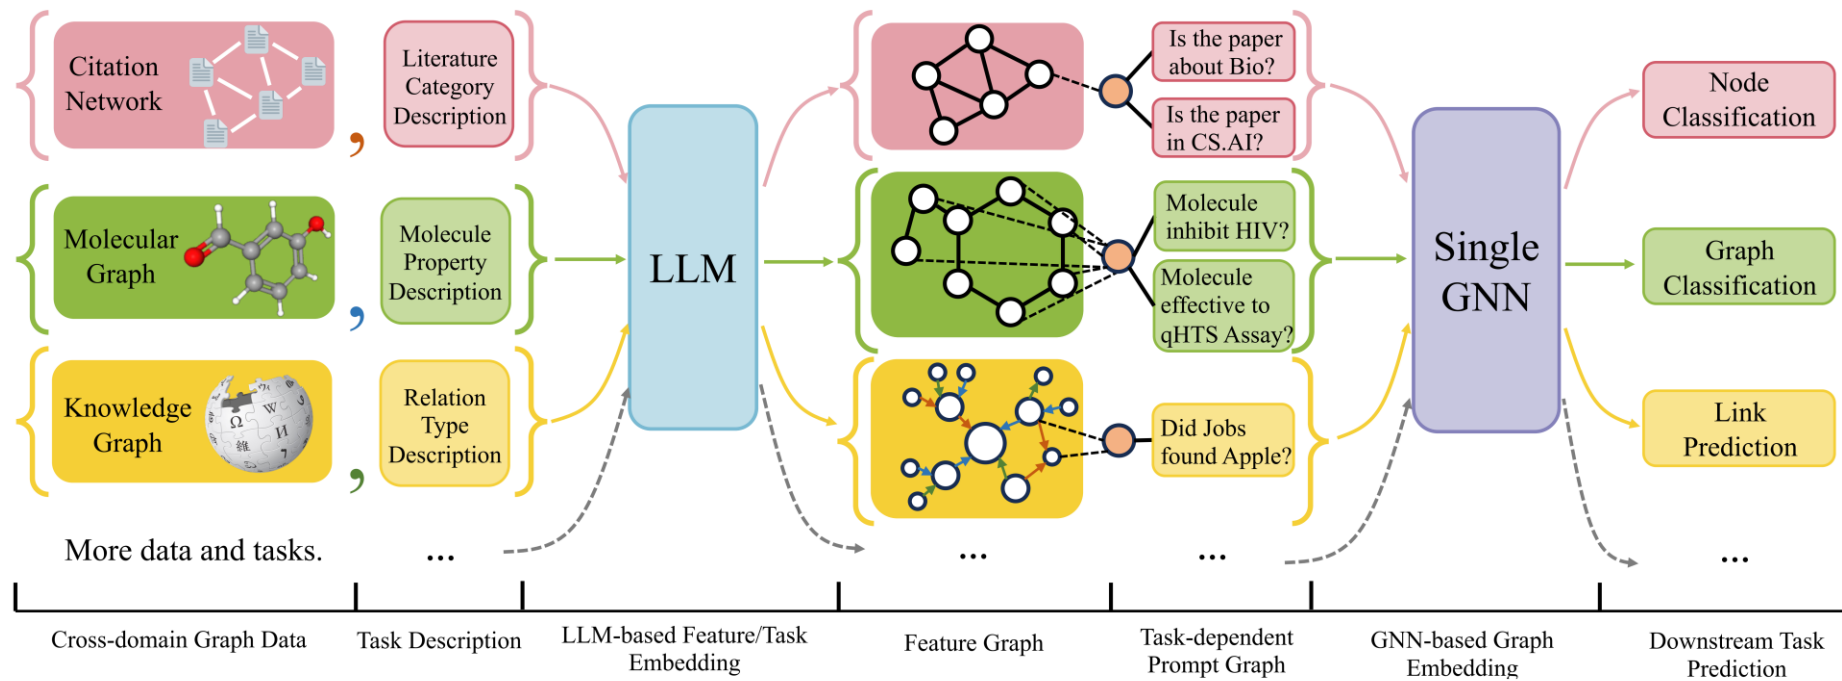 Citation
Network
,
Literature
Category
Description
Is the paper
about Bio?
Is the paper
in CS.AI?
Node
Classification
Molecular
Graph
,
Molecule
Property
Description
LLM
Molecule
inhibit HIV?
Molecule
effective to
qHTS Assay?
Single
GNN
Graph
Classification
Knowledge
Graph
Ω
W
И
,
Relation
Type
Description
Did Jobs
found Apple?
Link
Prediction
More data and tasks.
...
...
...
...
Cross-domain Graph Data
Task Description
LLM-based Feature/Task
Embedding
Feature Graph
Task-dependent
Prompt Graph
GNN-based Graph
Embedding
Downstream Task
Prediction